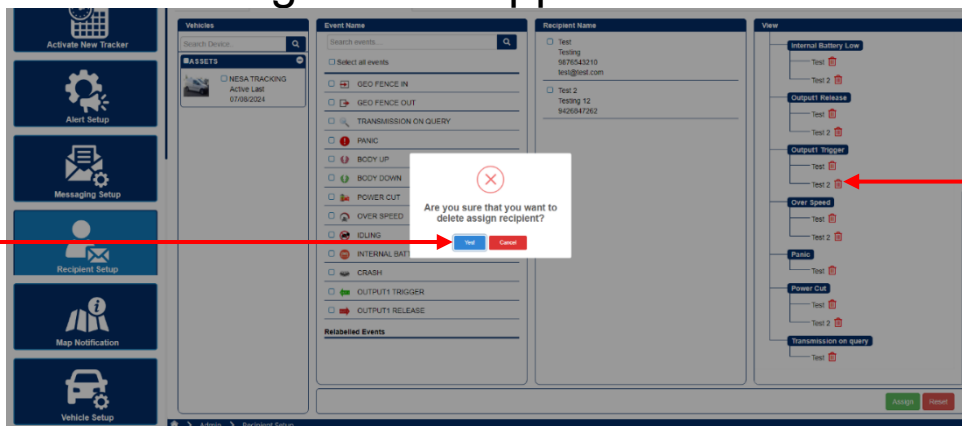 Activate New Tracker
Alert Setup
Messaging Setup
Recipient Setup
Map Notification
Vehicle Setup
Vehicles
Search Device..
ASSETS
NESA TRACKING
Active Last
07/08/2024
Event Name
Search events....
Select all events
GEO FENCE IN
GEO FENCE OUT
TRANSMISSION ON QUERY
PANIC
BODY UP
BODY DOWN
POWER CUT
OVER SPEED
IDLING
INTERNAL BATT
CRASH
OUTPUT1 TRIGGER
OUTPUT1 RELEASE
Relabelled Events
Recipient Name
Test
Testing
9876543210
test@test.com
Test 2
Testing 12
9426847262
Are you sure that you want to
delete assign recipient?
Yes!
Cancel
View
Internal Battery Low
Test
Test 2
Output1 Release
Test
Test 2
Output1 Trigger
Test
Test 2
Over Speed
Test
Test 2
Panic
Test
Power Cut
Test
Test 2
Transmission on query
Test
Assign
Reset
Admin > Recipient Setup